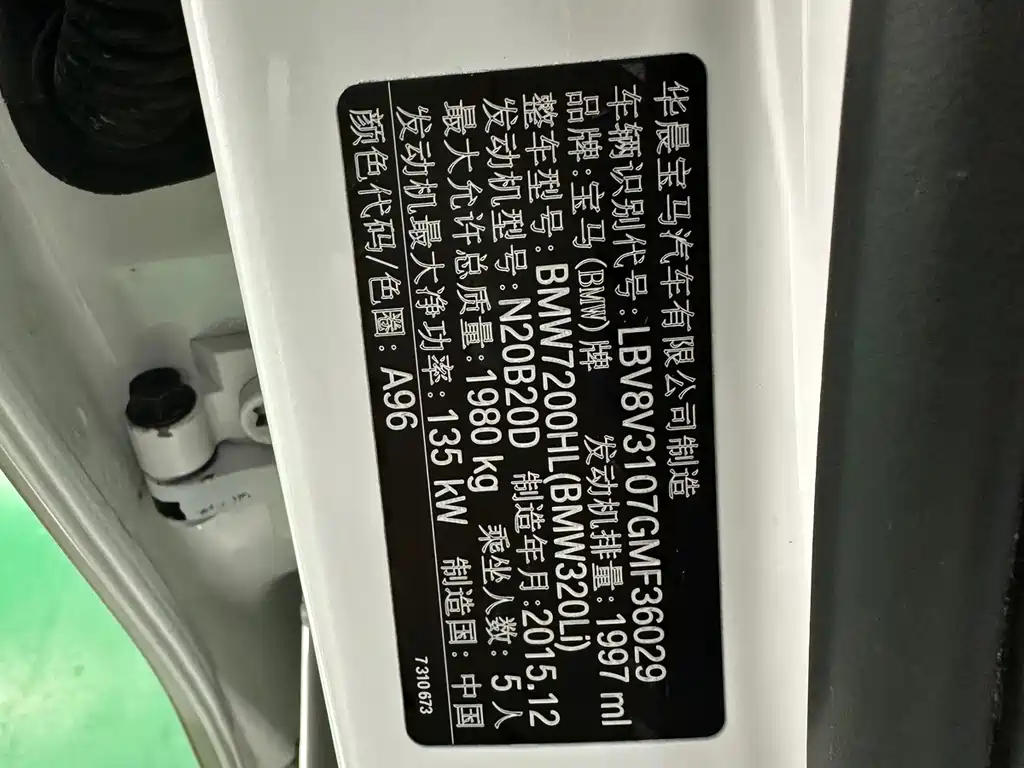 华晨宝马汽车有限公司制造
车辆识别代号:LBV8V3107GMF36029
品牌:宝马(BMW)牌 发动机排量:1997 ml
整车型号:BMW7200HL(BMW320Li)
发动机型号:N20B20D 制造年月:2015.12
最大允许总质量:1980 kg 乘坐人数:5人
发动机最大净功率:135 kW 制造国:中国
颜色代码/色圈:A96 7310673